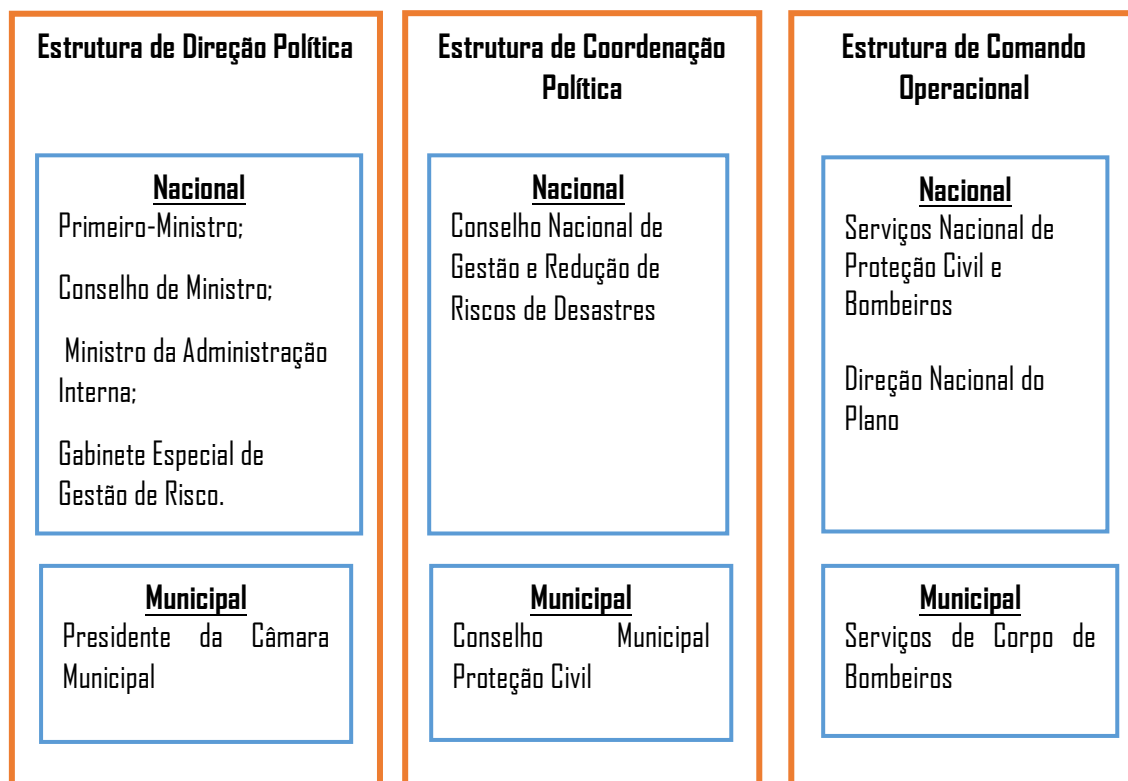 Estrutura de Direção Política
Nacional
Primeiro-Ministro;
Conselho de Ministro;
Ministro da Administração
Interna;
Gabinete Especial de
Gestão de Risco.
Municipal
Presidente da Câmara
Municipal
Estrutura de Coordenação
Política
Nacional
Conselho Nacional de
Gestão e Redução de
Riscos de Desastres
Municipal
Conselho Municipal
Proteção Civil
Estrutura de Comando
Operacional
Nacional
Serviços Nacional de
Proteção Civil e
Bombeiros
Direção Nacional do
Plano
Municipal
Serviços de Corpo de
Bombeiros